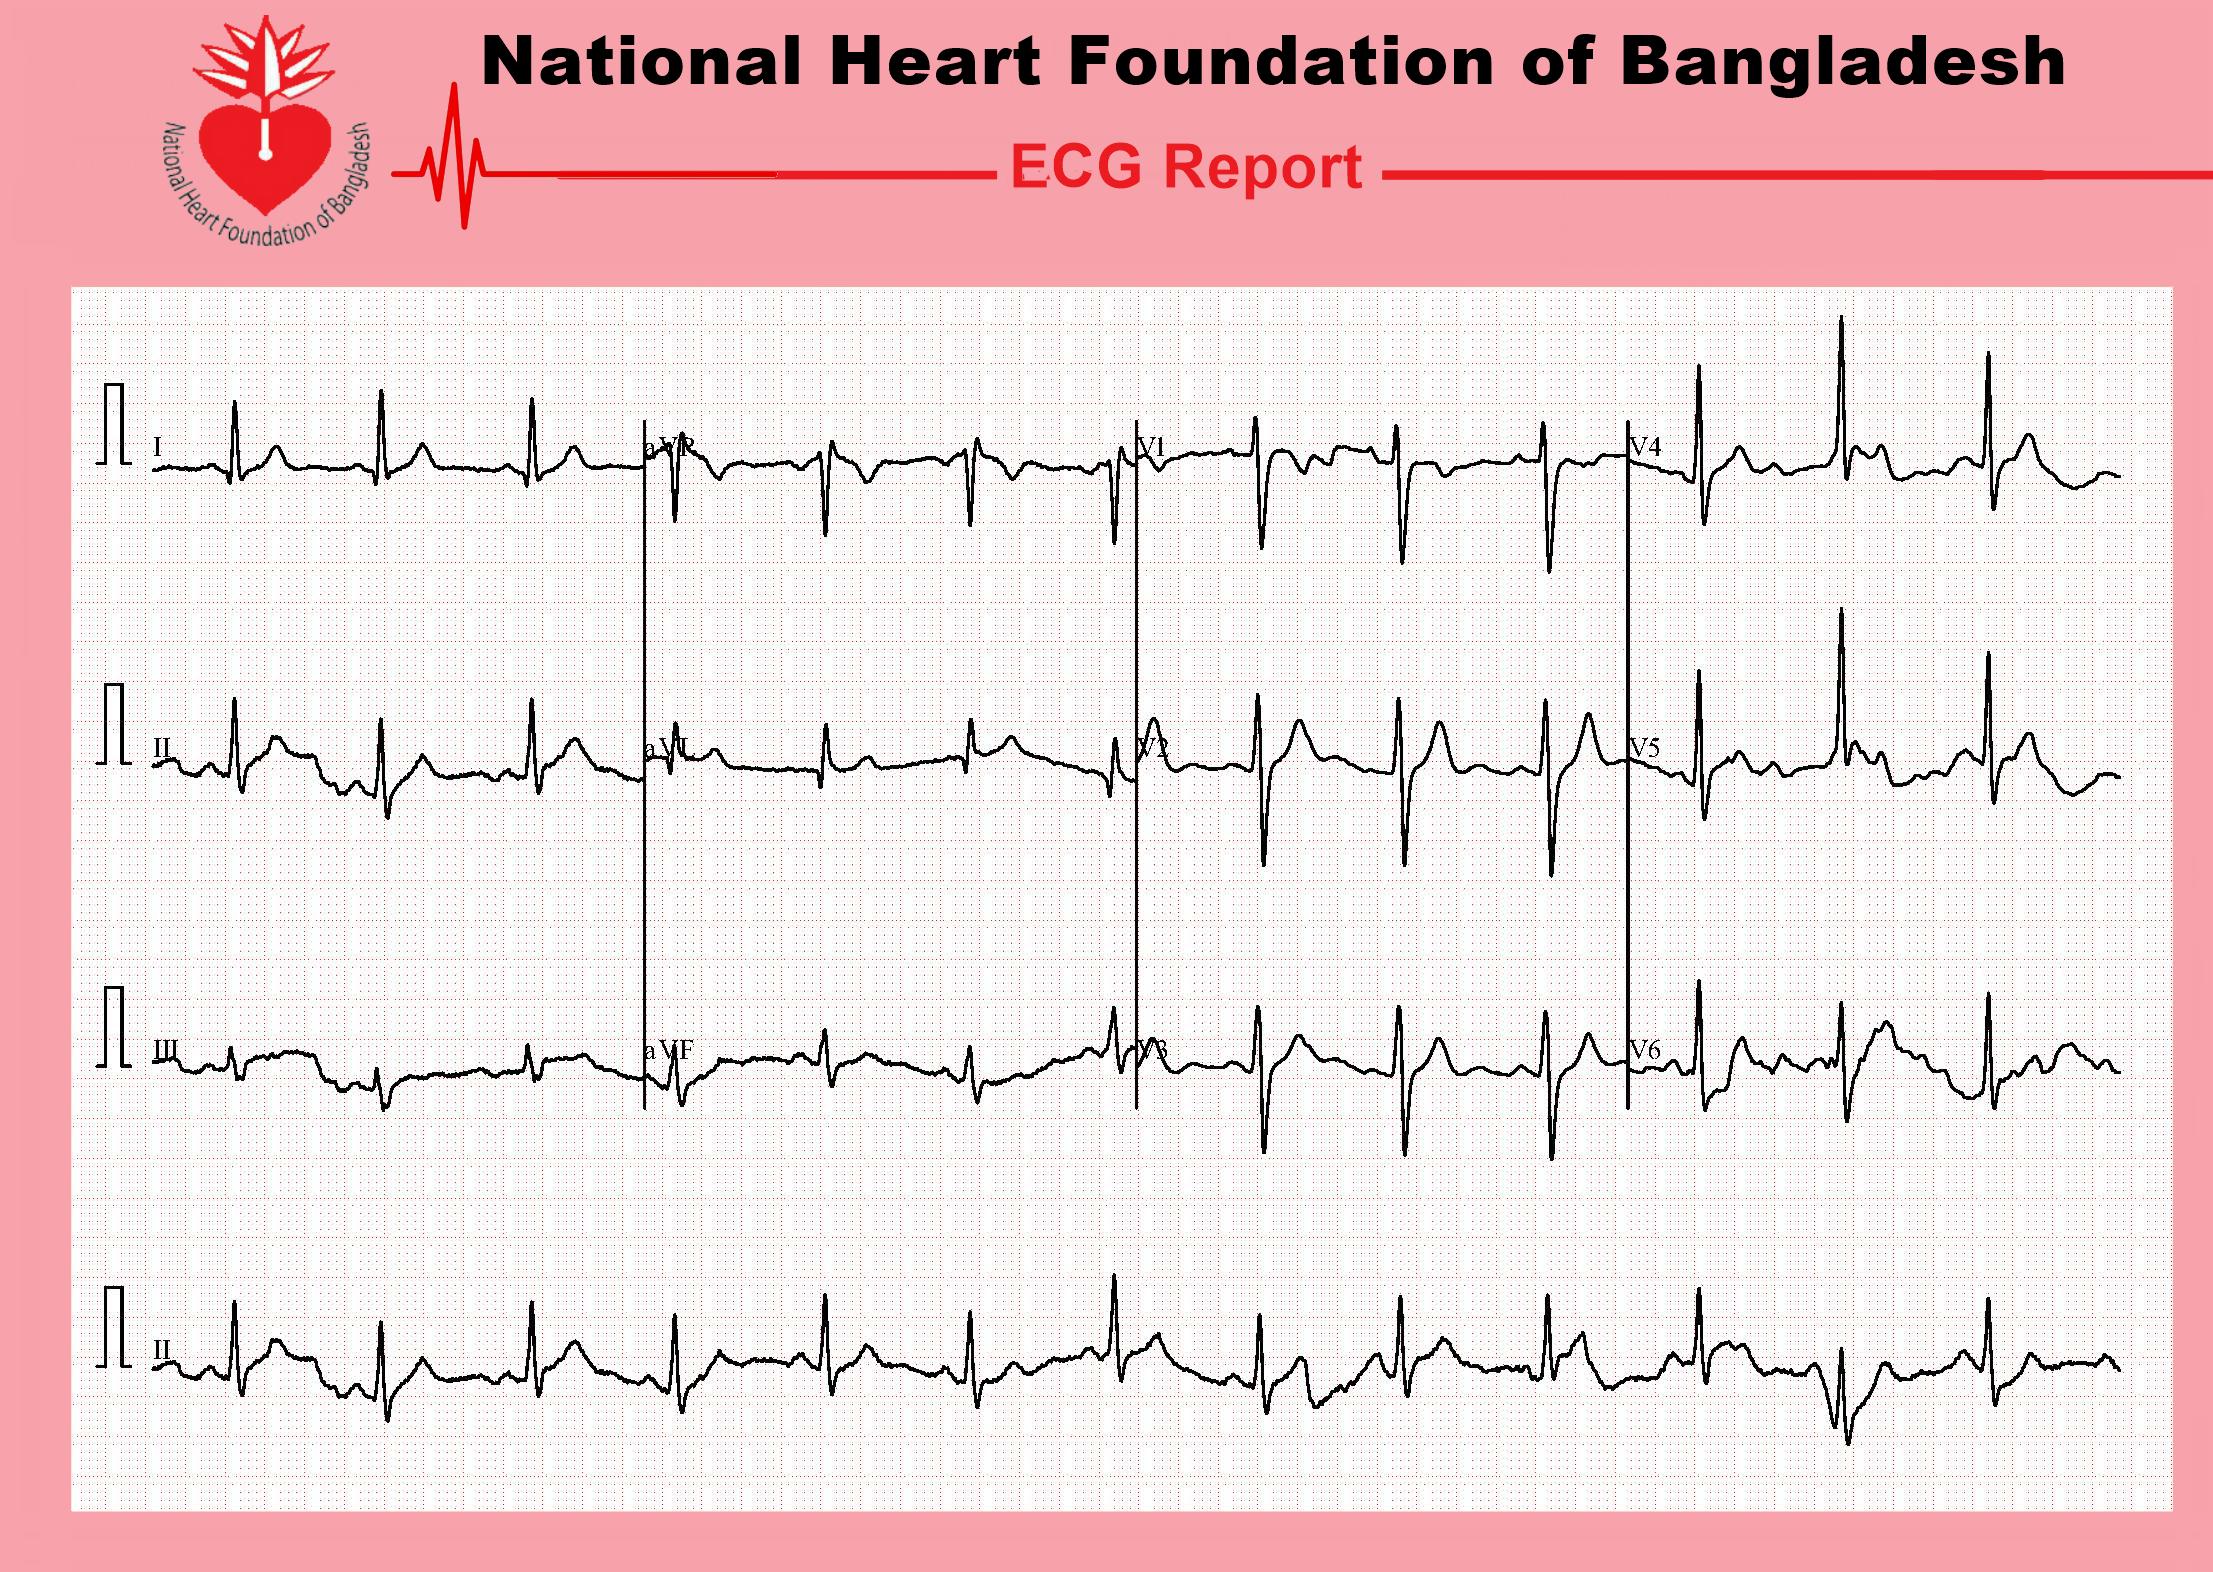 National Heart Foundation of Bangladesh
National Heart Foundation of Bangladesh
ECG Report
I
aVR
V1
V4
II
aVL
V2
V5
III
aVF
V3
V6
II